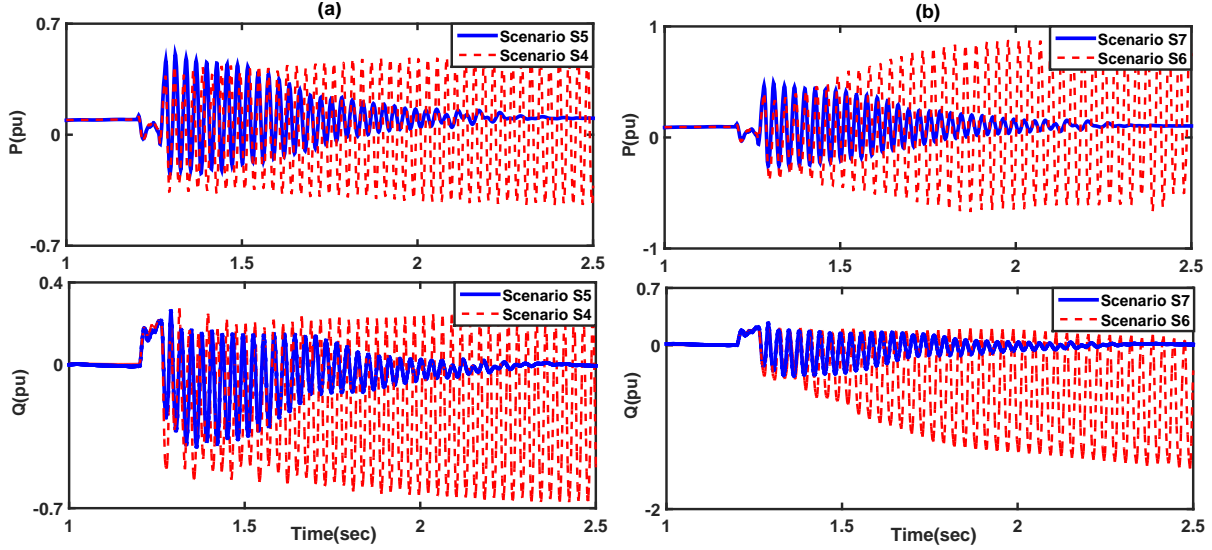 (a)
0.7
0
-0.7
P(pu)
Scenario S5
Scenario S4
1
1.5
2
2.5
0.4
0
-0.7
Q(pu)
Scenario S5
Scenario S4
1
1.5
2
2.5
Time(sec)
(b)
1
0
-1
P(pu)
Scenario S7
Scenario S6
1
1.5
2
2.5
0.7
0
-2
Q(pu)
Scenario S7
Scenario S6
1
1.5
2
2.5
Time(sec)